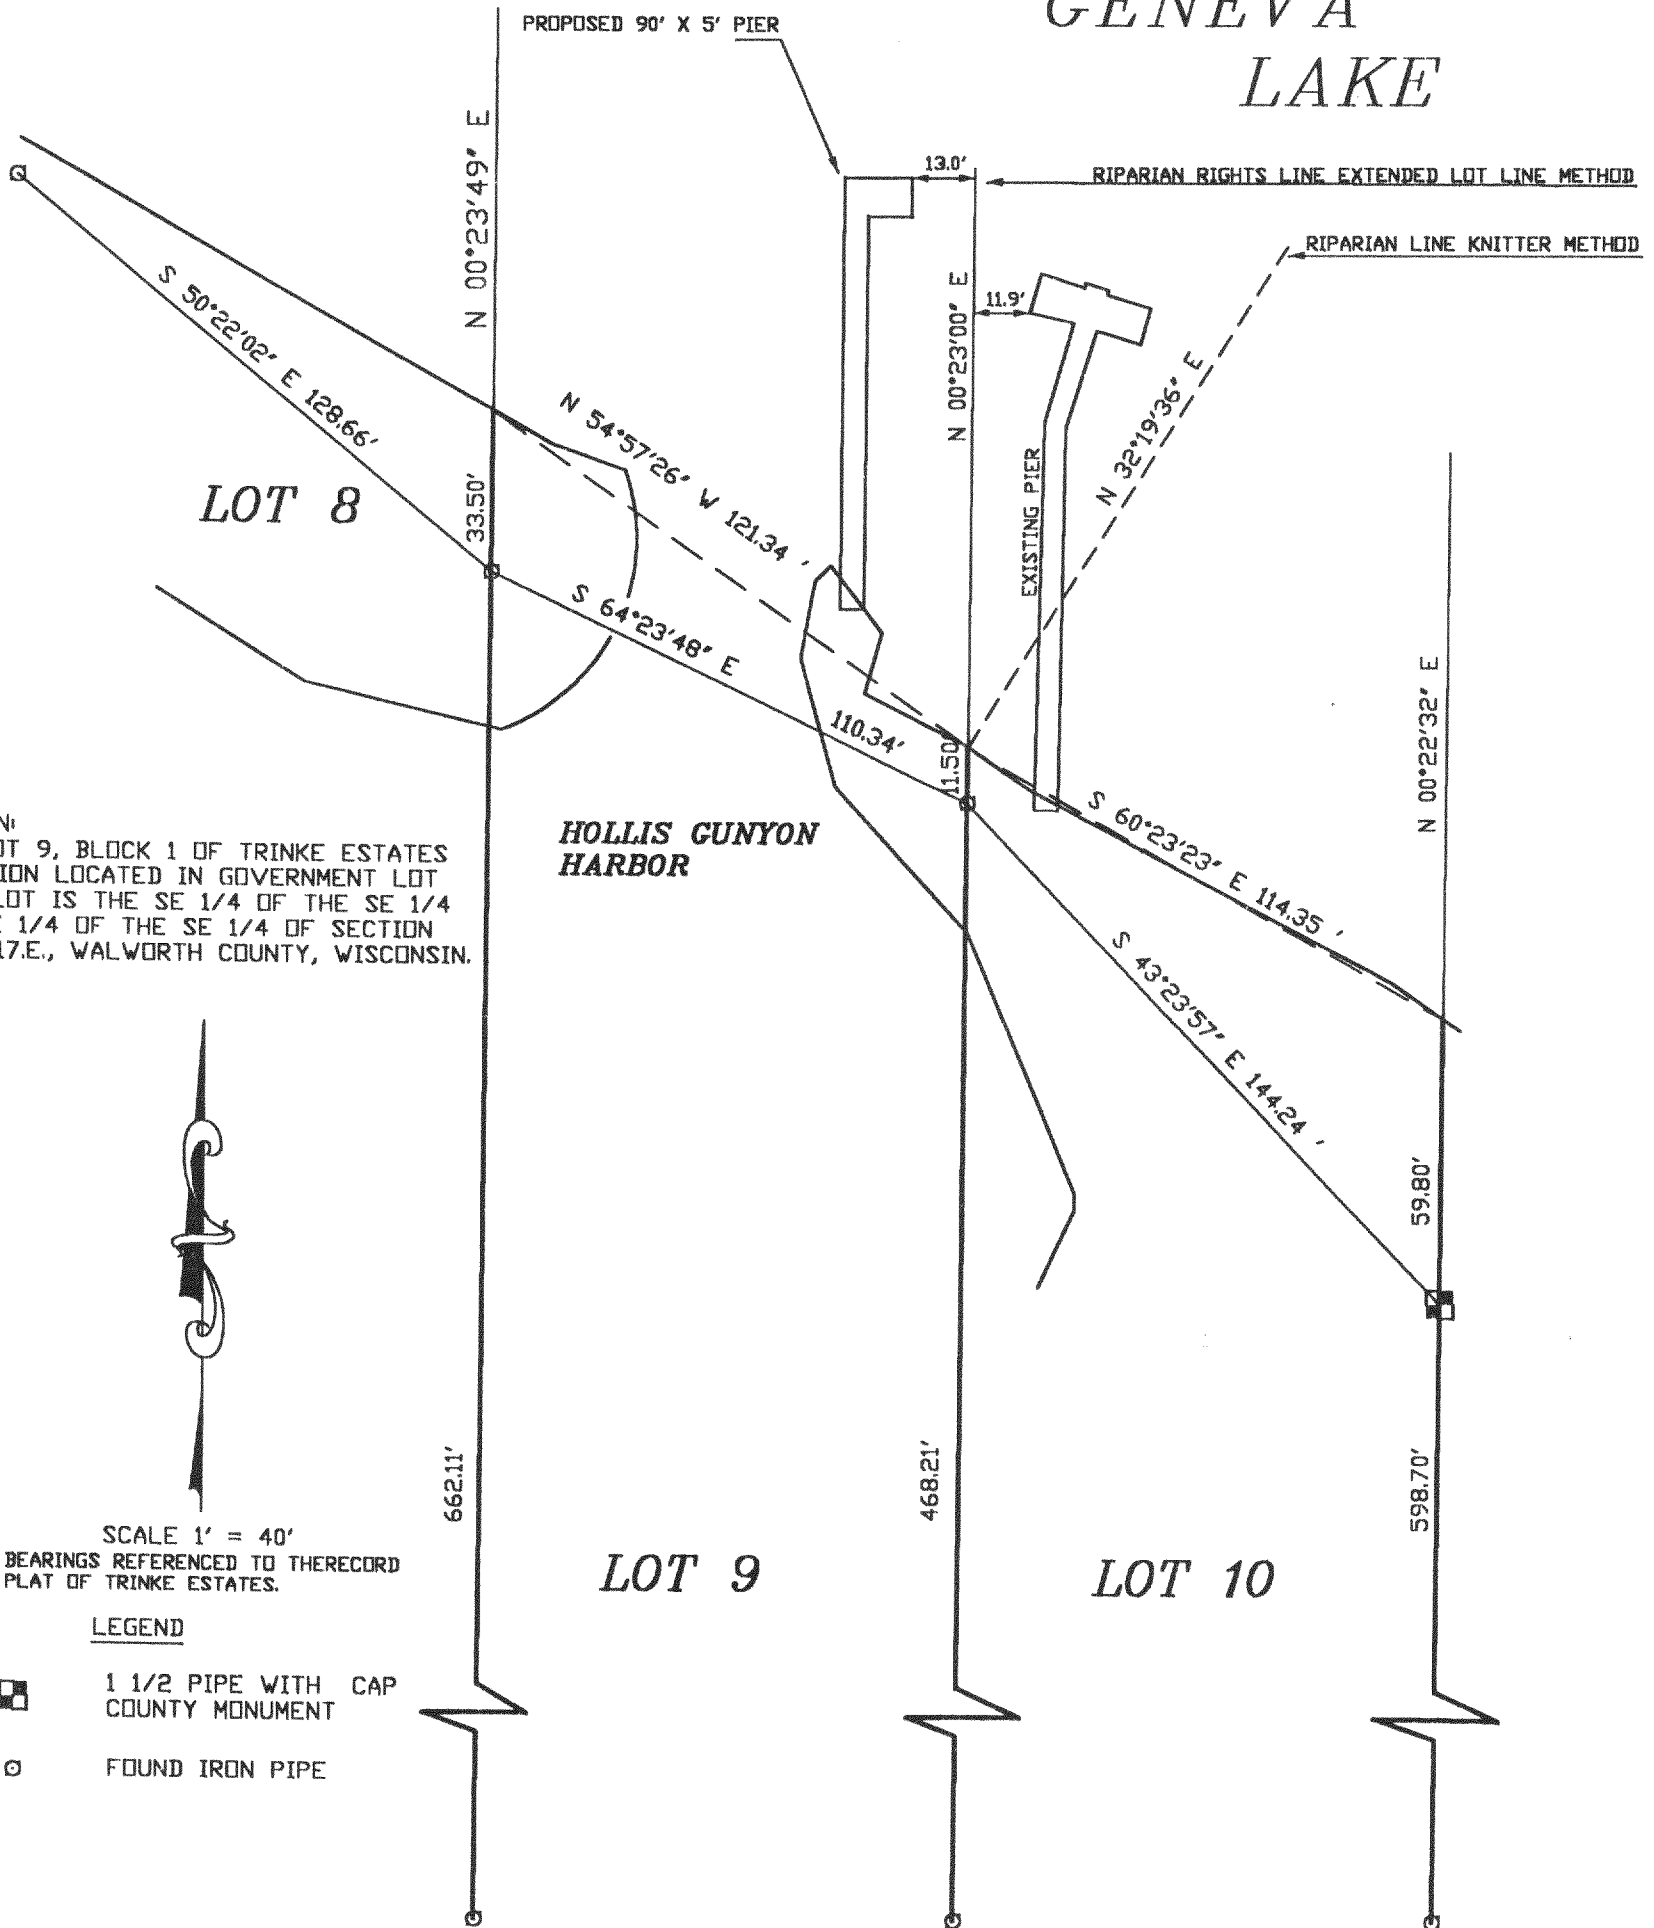 PROPOSED 90' X 5' PIER
GENEVA
LAKE
13.0'
RIPARIAN RIGHTS LINE EXTENDED LOT LINE METHOD
RIPARIAN LINE KNITTER METHOD
N 00°23'49" E
N 00°23'00" E
11.9'
S 50°22'02" E 128.66'
N 54°57'26" W 121.34 '
N 32°19'36" E
EXISTING PIER
LOT 8
33.50'
S 64°23'48" E
110.34'
11.50
N 00°22'32" E
S 60°23'23" E 114.35 '
HOLLIS GUNYON
HARBOR
N:
OT 9, BLOCK 1 OF TRINKE ESTATES
ION LOCATED IN GOVERNMENT LOT
LOT IS THE SE 1/4 OF THE SE 1/4
E 1/4 OF THE SE 1/4 OF SECTION
17.E., WALWORTH COUNTY, WISCONSIN.
S 43°23'57" E 144.24 '
59.80'
662.11'
468.21'
598.70'
SCALE 1' = 40'
BEARINGS REFERENCED TO THERECORD
PLAT OF TRINKE ESTATES.
LOT 9
LOT 10
LEGEND
1 1/2 PIPE WITH CAP
COUNTY MONUMENT
FOUND IRON PIPE